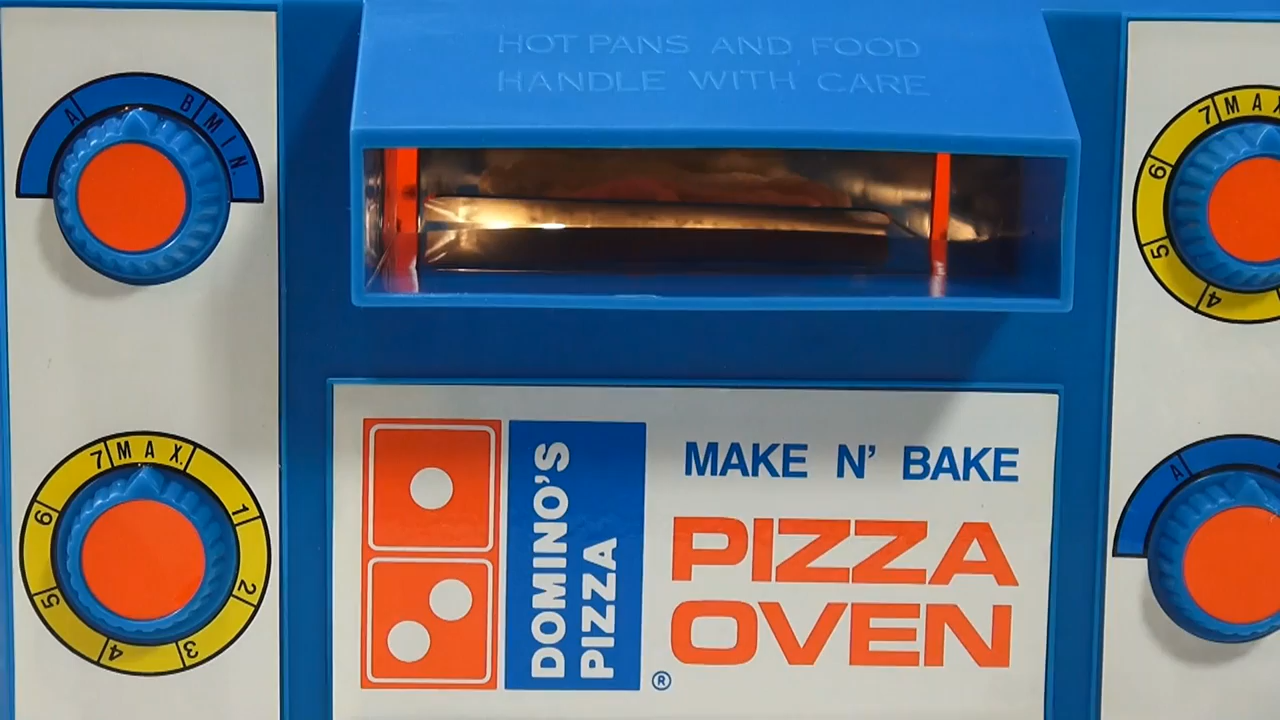 HOT PANS AND FOOD
HANDLE WITH CARE
A B MIN.
7 MAX. 1 2 3 4 5 6
7 MAX
6
5
4
A
DOMINO'S
PIZZA
®
MAKE N' BAKE
PIZZA
OVEN